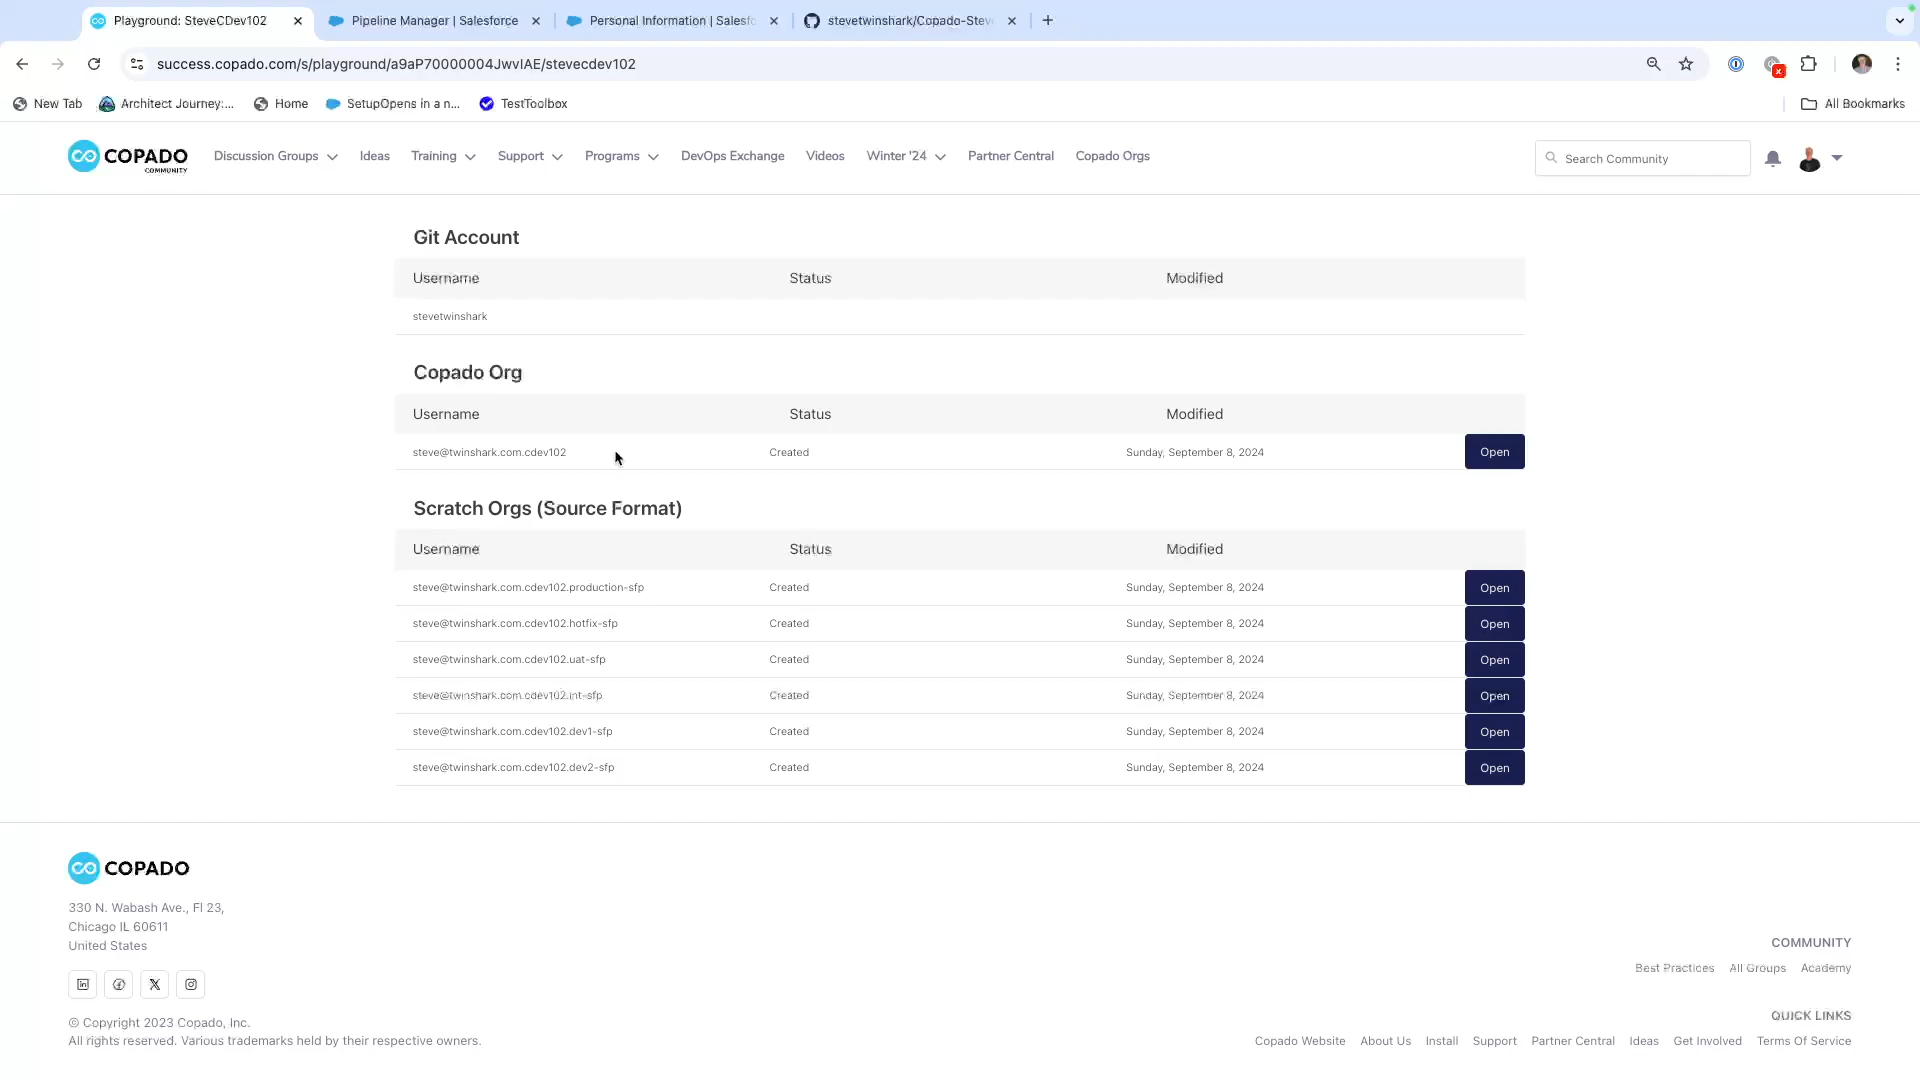 Playground: SteveCDev102
Pipeline Manager | Salesforce
Personal Information | Salesfo
stevetwinshark/Copado-Steve
success.copado.com/s/playground/a9aP70000004JwvIAE/stevecdev102
New Tab
Architect Journey:...
Home
SetupOpens in a n...
TestToolbox
All Bookmarks
COPADO
COMMUNITY
Discussion Groups
Ideas
Training
Support
Programs
DevOps Exchange
Videos
Winter '24
Partner Central
Copado Orgs
Search Community
Git Account
Username Status Modified
stevetwinshark
Copado Org
Username Status Modified
steve@twinshark.com.cdev102 Created Sunday, September 8, 2024 Open
Scratch Orgs (Source Format)
Username Status Modified
steve@twinshark.com.cdev102.production-sfp Created Sunday, September 8, 2024 Open
steve@twinshark.com.cdev102.hotfix-sfp Created Sunday, September 8, 2024 Open
steve@twinshark.com.cdev102.uat-sfp Created Sunday, September 8, 2024 Open
steve@twinshark.com.cdev102.int-sfp Created Sunday, September 8, 2024 Open
steve@twinshark.com.cdev102.dev1-sfp Created Sunday, September 8, 2024 Open
steve@twinshark.com.cdev102.dev2-sfp Created Sunday, September 8, 2024 Open
COPADO
330 N. Wabash Ave., Fl 23,
Chicago IL 60611
United States
COMMUNITY
Best Practices All Groups Academy
QUICK LINKS
© Copyright 2023 Copado, Inc.
All rights reserved. Various trademarks held by their respective owners.
Copado Website About Us Install Support Partner Central Ideas Get Involved Terms Of Service